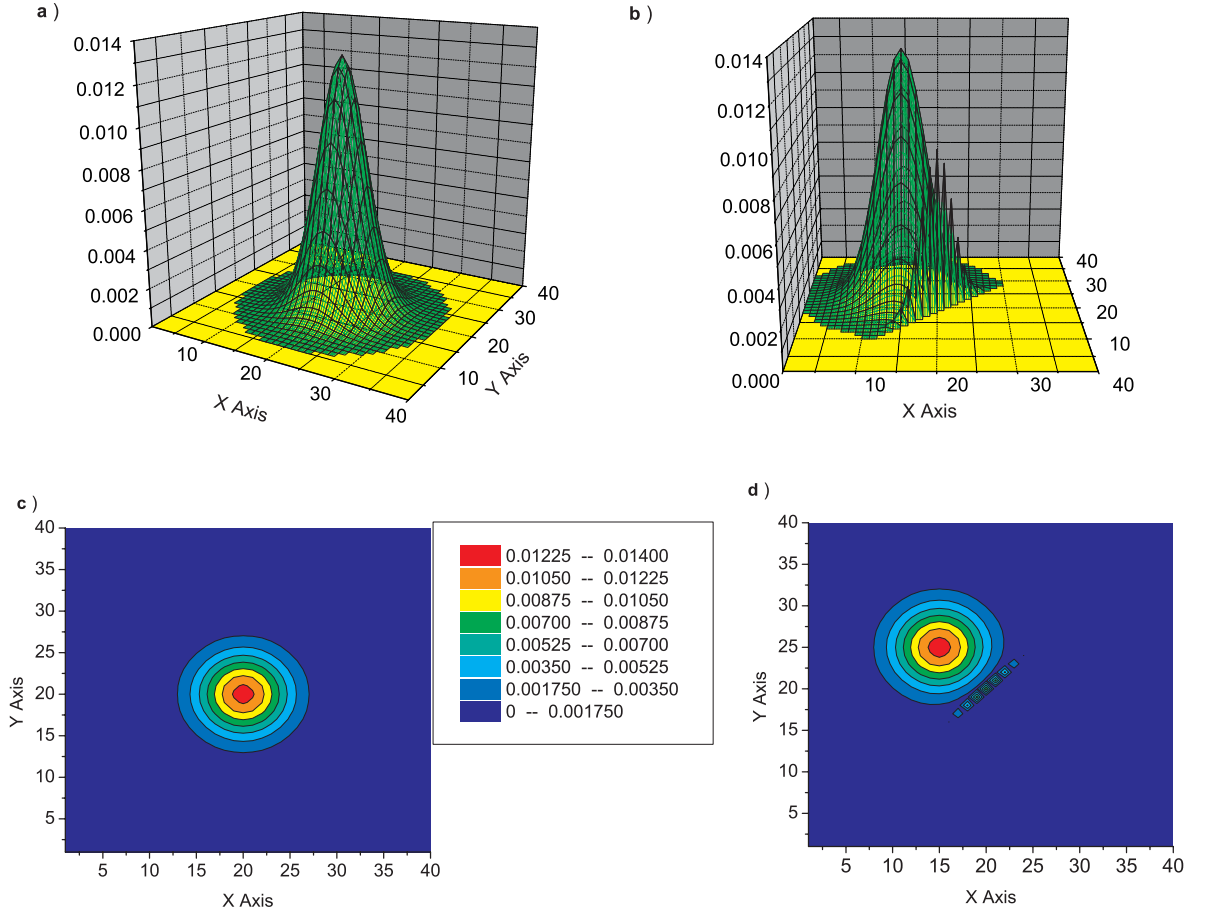 a )
0.014
0.012
0.010
0.008
0.006
0.004
0.002
0.000
10
20
30
40
X Axis
10
20
30
40
Y Axis
b )
0.014
0.012
0.010
0.008
0.006
0.004
0.002
0.000
10
20
30
40
X Axis
40
30
20
10
c )
40
35
30
25
20
15
10
5
Y Axis
5 10 15 20 25 30 35 40
X Axis
0.01225 -- 0.01400
0.01050 -- 0.01225
0.00875 -- 0.01050
0.00700 -- 0.00875
0.00525 -- 0.00700
0.00350 -- 0.00525
0.001750 -- 0.00350
0 -- 0.001750
d )
40
35
30
25
20
15
10
5
Y Axis
5 10 15 20 25 30 35 40
X Axis